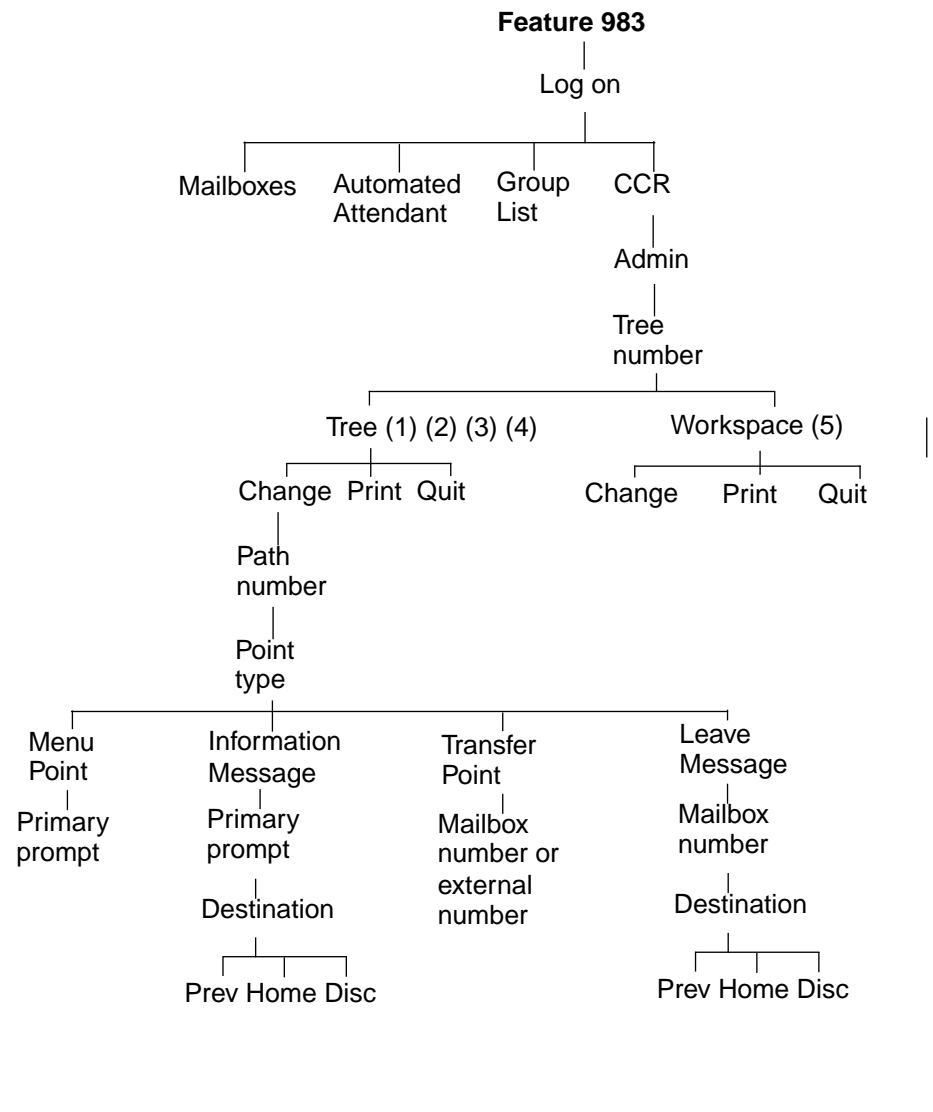 Feature 983
Log on
Mailboxes
Automated
Attendant
Group
List
CCR
Admin
Tree
number
Tree (1) (2) (3) (4)
Workspace (5)
Change Print Quit
Change Print Quit
Path
number
Point
type
Menu
Point
Information
Message
Transfer
Point
Leave
Message
Primary
prompt
Primary
prompt
Mailbox
number or
external
number
Mailbox
number
Destination
Destination
Prev Home Disc
Prev Home Disc